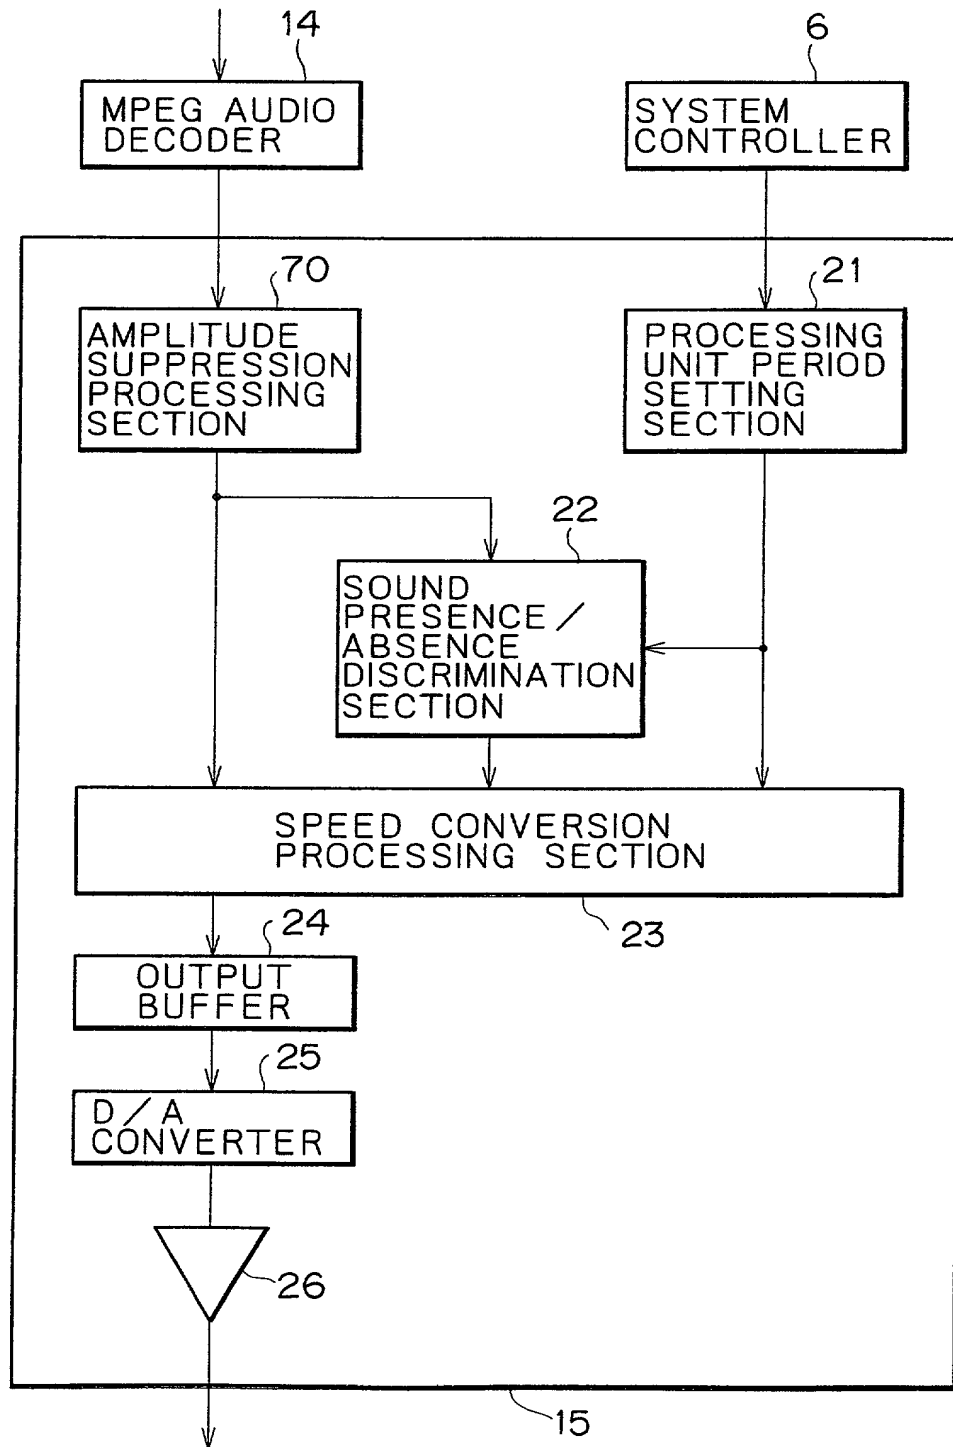 14
6
MPEG AUDIO
DECODER
SYSTEM
CONTROLLER
70
21
AMPLITUDE
SUPPRESSION
PROCESSING
SECTION
PROCESSING
UNIT PERIOD
SETTING
SECTION
22
SOUND
PRESENCE/
ABSENCE
DISCRIMINATION
SECTION
SPEED CONVERSION
PROCESSING SECTION
23
24
OUTPUT
BUFFER
25
D/A
CONVERTER
26
15